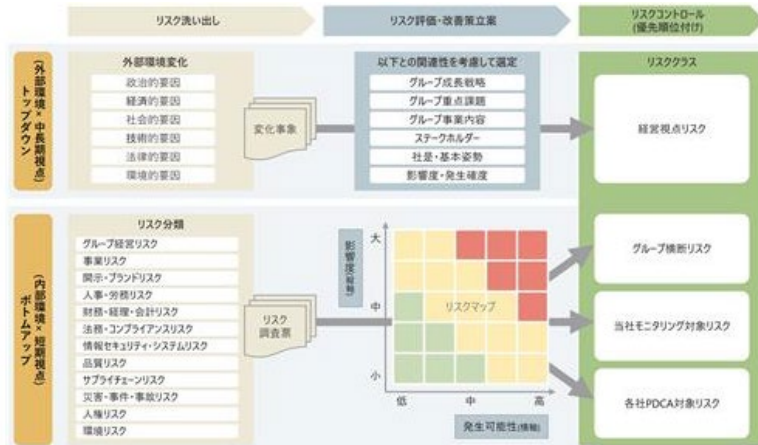 リスク洗い出し
リスク評価・改善策立案
リスクコントロール
(優先順位付け)
トップダウン
(外部環境×中長期視点)
外部環境変化
政治的要因
経済的要因
社会的要因
技術的要因
法律的要因
環境的要因
変化事象
以下との関連性を考慮して選定
グループ成長戦略
グループ重点課題
グループ事業内容
ステークホルダー
社是・基本姿勢
影響度・発生確度
リスククラス
経営視点リスク
ボトムアップ
(内部環境×短期視点)
リスク分類
グループ経営リスク
事業リスク
開示・ブランドリスク
人事・労務リスク
財務・経理・会計リスク
法務・コンプライアンスリスク
情報セキュリティ・システムリスク
品質リスク
サプライチェーンリスク
災害・事件・事故リスク
人権リスク
環境リスク
リスク
調査票
影響度(縦軸)
大
中
小
リスクマップ
低
中
高
発生可能性(横軸)
グループ横断リスク
当社モニタリング対象リスク
各社PDCA対象リスク